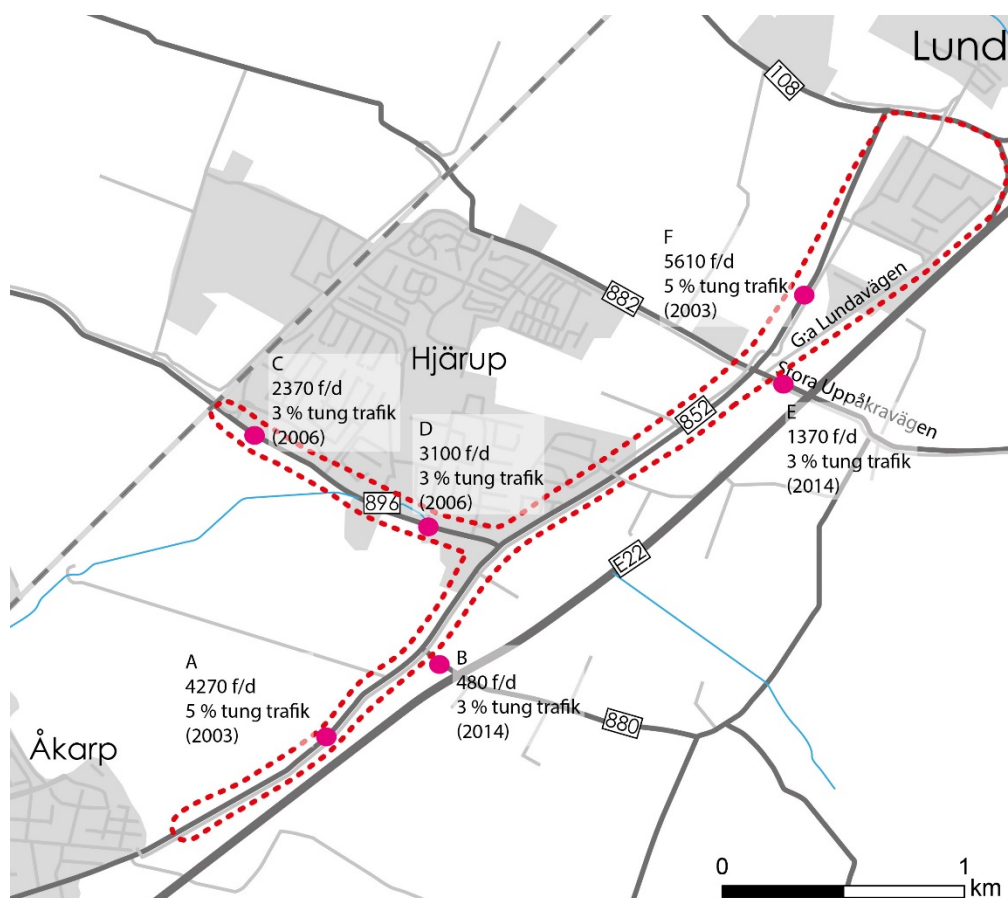 Lund
108
F
5610 f/d
5 % tung trafik
(2003)
882
G:a Lundavägen
Hjärup
Stora Uppåkravägen
C
2370 f/d
3 % tung trafik
(2006)
852
E
1370 f/d
3 % tung trafik
(2014)
D
3100 f/d
3 % tung trafik
(2006)
896
E22
A
4270 f/d
5 % tung trafik
(2003)
B
480 f/d
3 % tung trafik
(2014)
880
Åkarp
0 1
km